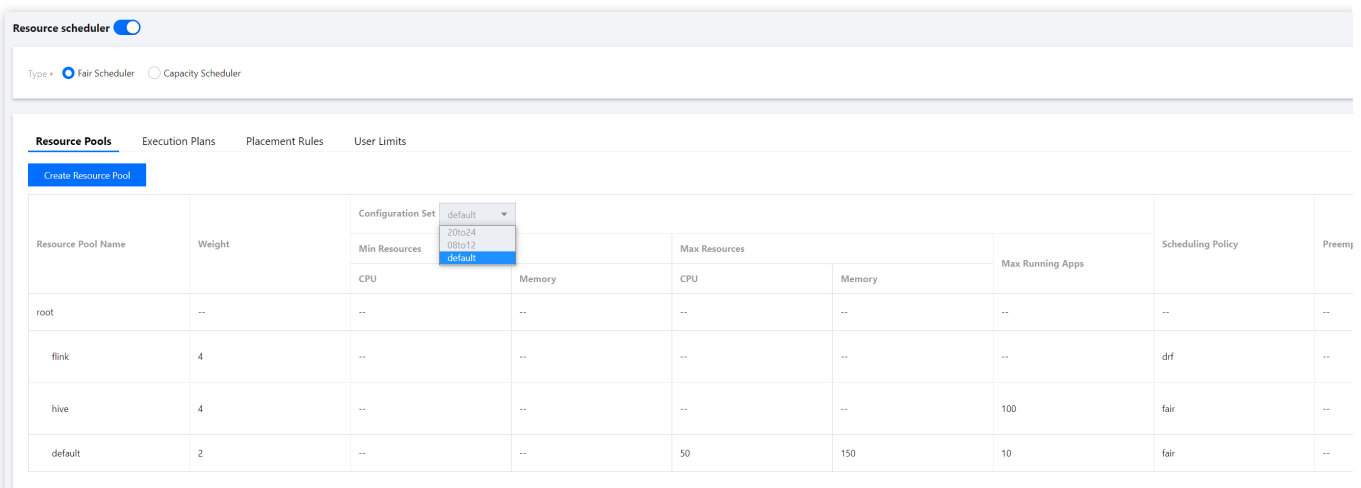 Resource scheduler
Type * Fair Scheduler Capacity Scheduler
Resource Pools Execution Plans Placement Rules User Limits
Create Resource Pool
Configuration Set default
20to24
08to12
default
Resource Pool Name Weight Min Resources Max Resources Max Running Apps Scheduling Policy Preemp
CPU Memory CPU Memory
root -- -- -- -- -- -- -- --
flink 4 -- -- -- -- -- drf --
hive 4 -- -- -- -- 100 fair --
default 2 -- -- 50 150 10 fair --